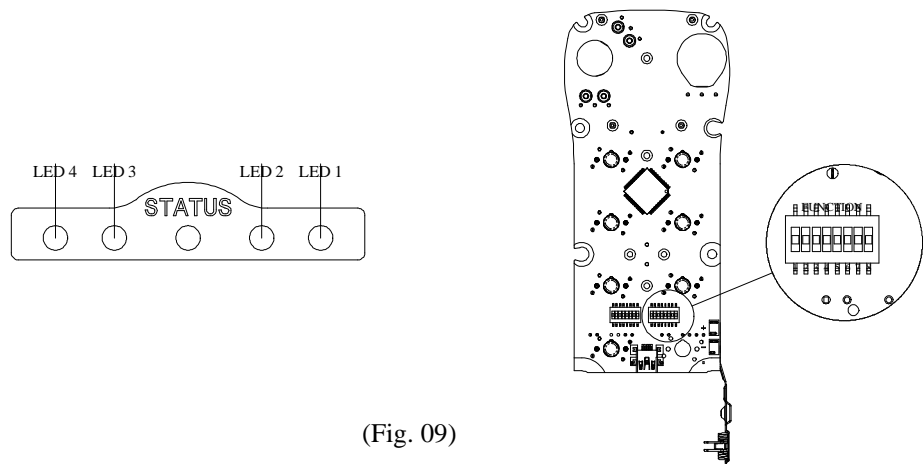 LED 4 LED 3 LED 2 LED 1
STATUS
FUNCTION
+
-
(Fig. 09)